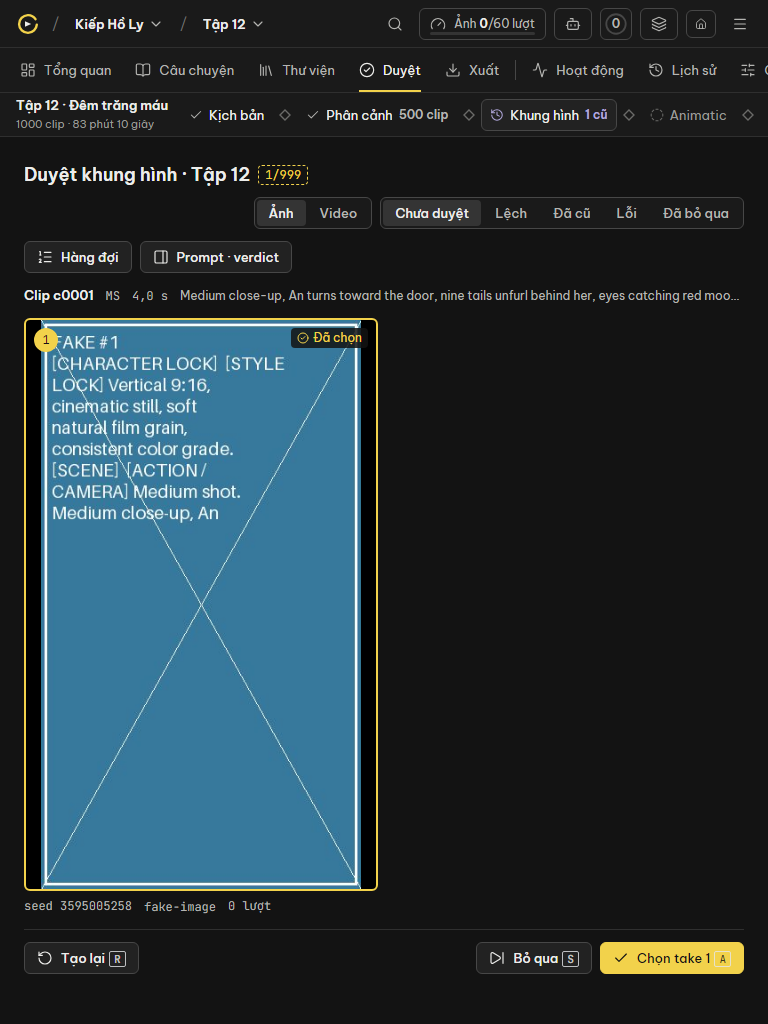 / Kiếp Hồ Ly / Tập 12 Ảnh 0/60 lượt 0
Tổng quan Câu chuyện Thư viện Duyệt Xuất Hoạt động Lịch sử
Tập 12 · Đêm trăng máu
1000 clip · 83 phút 10 giây
Kịch bản Phân cảnh 500 clip Khung hình 1 cũ Animatic
Duyệt khung hình · Tập 12 1/999
Ảnh Video Chưa duyệt Lệch Đã cũ Lỗi Đã bỏ qua
Hàng đợi Prompt · verdict
Clip c0001 MS 4,0 s Medium close-up, An turns toward the door, nine tails unfurl behind her, eyes catching red moo...
1 FAKE #1 Đã chọn
[CHARACTER LOCK] [STYLE
LOCK] Vertical 9:16,
cinematic still, soft
natural film grain,
consistent color grade.
[SCENE] [ACTION /
CAMERA] Medium shot.
Medium close-up, An
seed 3595005258 fake-image 0 lượt
Tạo lại R Bỏ qua S Chọn take 1 A